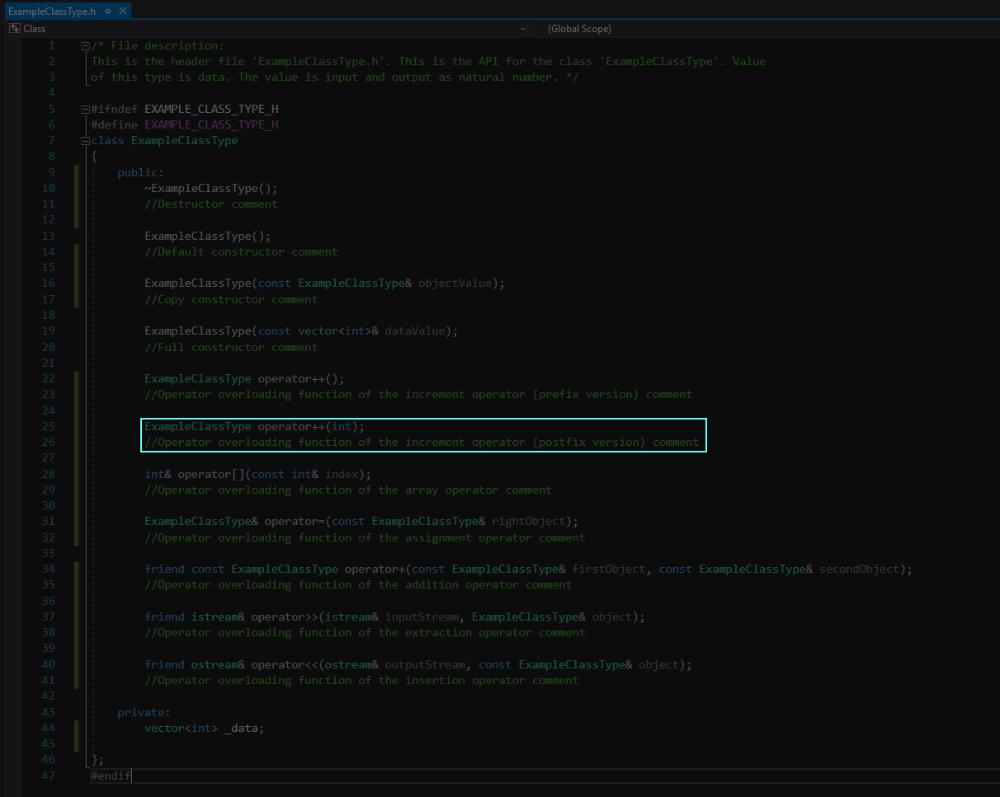 ExampleClassType.h
Class
(Global Scope)
1 /* File description:
2 This is the header file 'ExampleClassType.h'. This is the API for the class 'ExampleClassType'. Value
3 of this type is data. The value is input and output as natural number. */
4
5 #ifndef EXAMPLE_CLASS_TYPE_H
6 #define EXAMPLE_CLASS_TYPE_H
7 class ExampleClassType
8 {
9 public:
10 ~ExampleClassType();
11 //Destructor comment
12
13 ExampleClassType();
14 //Default constructor comment
15
16 ExampleClassType(const ExampleClassType& objectValue);
17 //Copy constructor comment
18
19 ExampleClassType(const vector<int>& dataValue);
20 //Full constructor comment
21
22 ExampleClassType operator++();
23 //Operator overloading function of the increment operator (prefix version) comment
24
25 ExampleClassType operator++(int);
26 //Operator overloading function of the increment operator (postfix version) comment
27
28 int& operator[](const int& index);
29 //Operator overloading function of the array operator comment
30
31 ExampleClassType& operator=(const ExampleClassType& rightObject);
32 //Operator overloading function of the assignment operator comment
33
34 friend const ExampleClassType operator+(const ExampleClassType& firstObject, const ExampleClassType& secondObject);
35 //Operator overloading function of the addition operator comment
36
37 friend istream& operator>>(istream& inputStream, ExampleClassType& object);
38 //Operator overloading function of the extraction operator comment
39
40 friend ostream& operator<<(ostream& outputStream, const ExampleClassType& object);
41 //Operator overloading function of the insertion operator comment
42
43 private:
44 vector<int> _data;
45
46 };
47 #endif